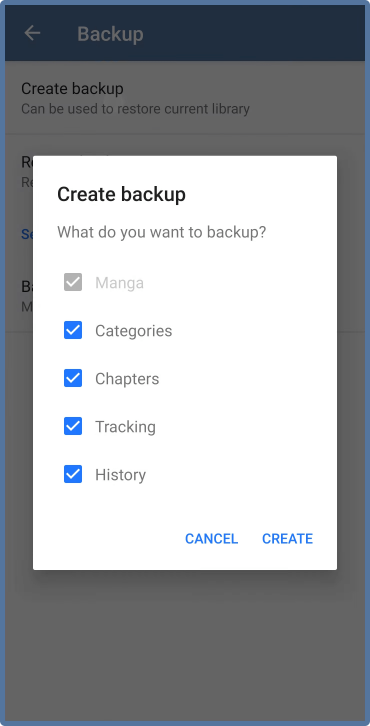 Backup
Create backup
Can be used to restore current library
Create backup
What do you want to backup?
Manga
Categories
Chapters
Tracking
History
CANCEL
CREATE